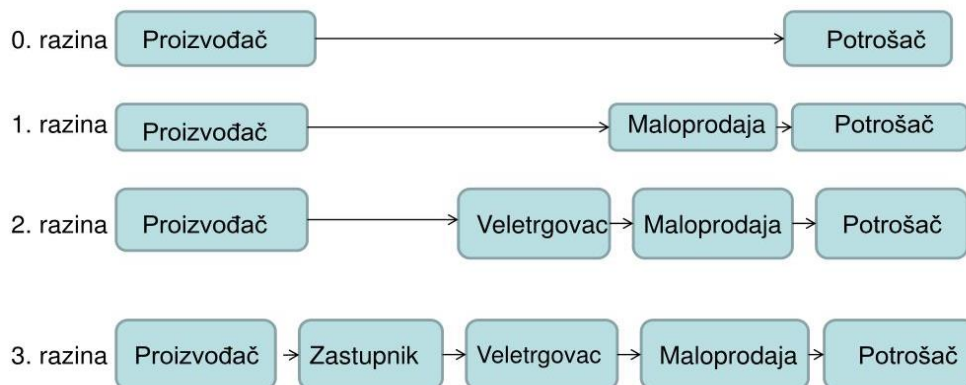 0. razina Proizvođač Potrošač
1. razina Proizvođač Maloprodaja Potrošač
2. razina Proizvođač Veletrgovac Maloprodaja Potrošač
3. razina Proizvođač Zastupnik Veletrgovac Maloprodaja Potrošač